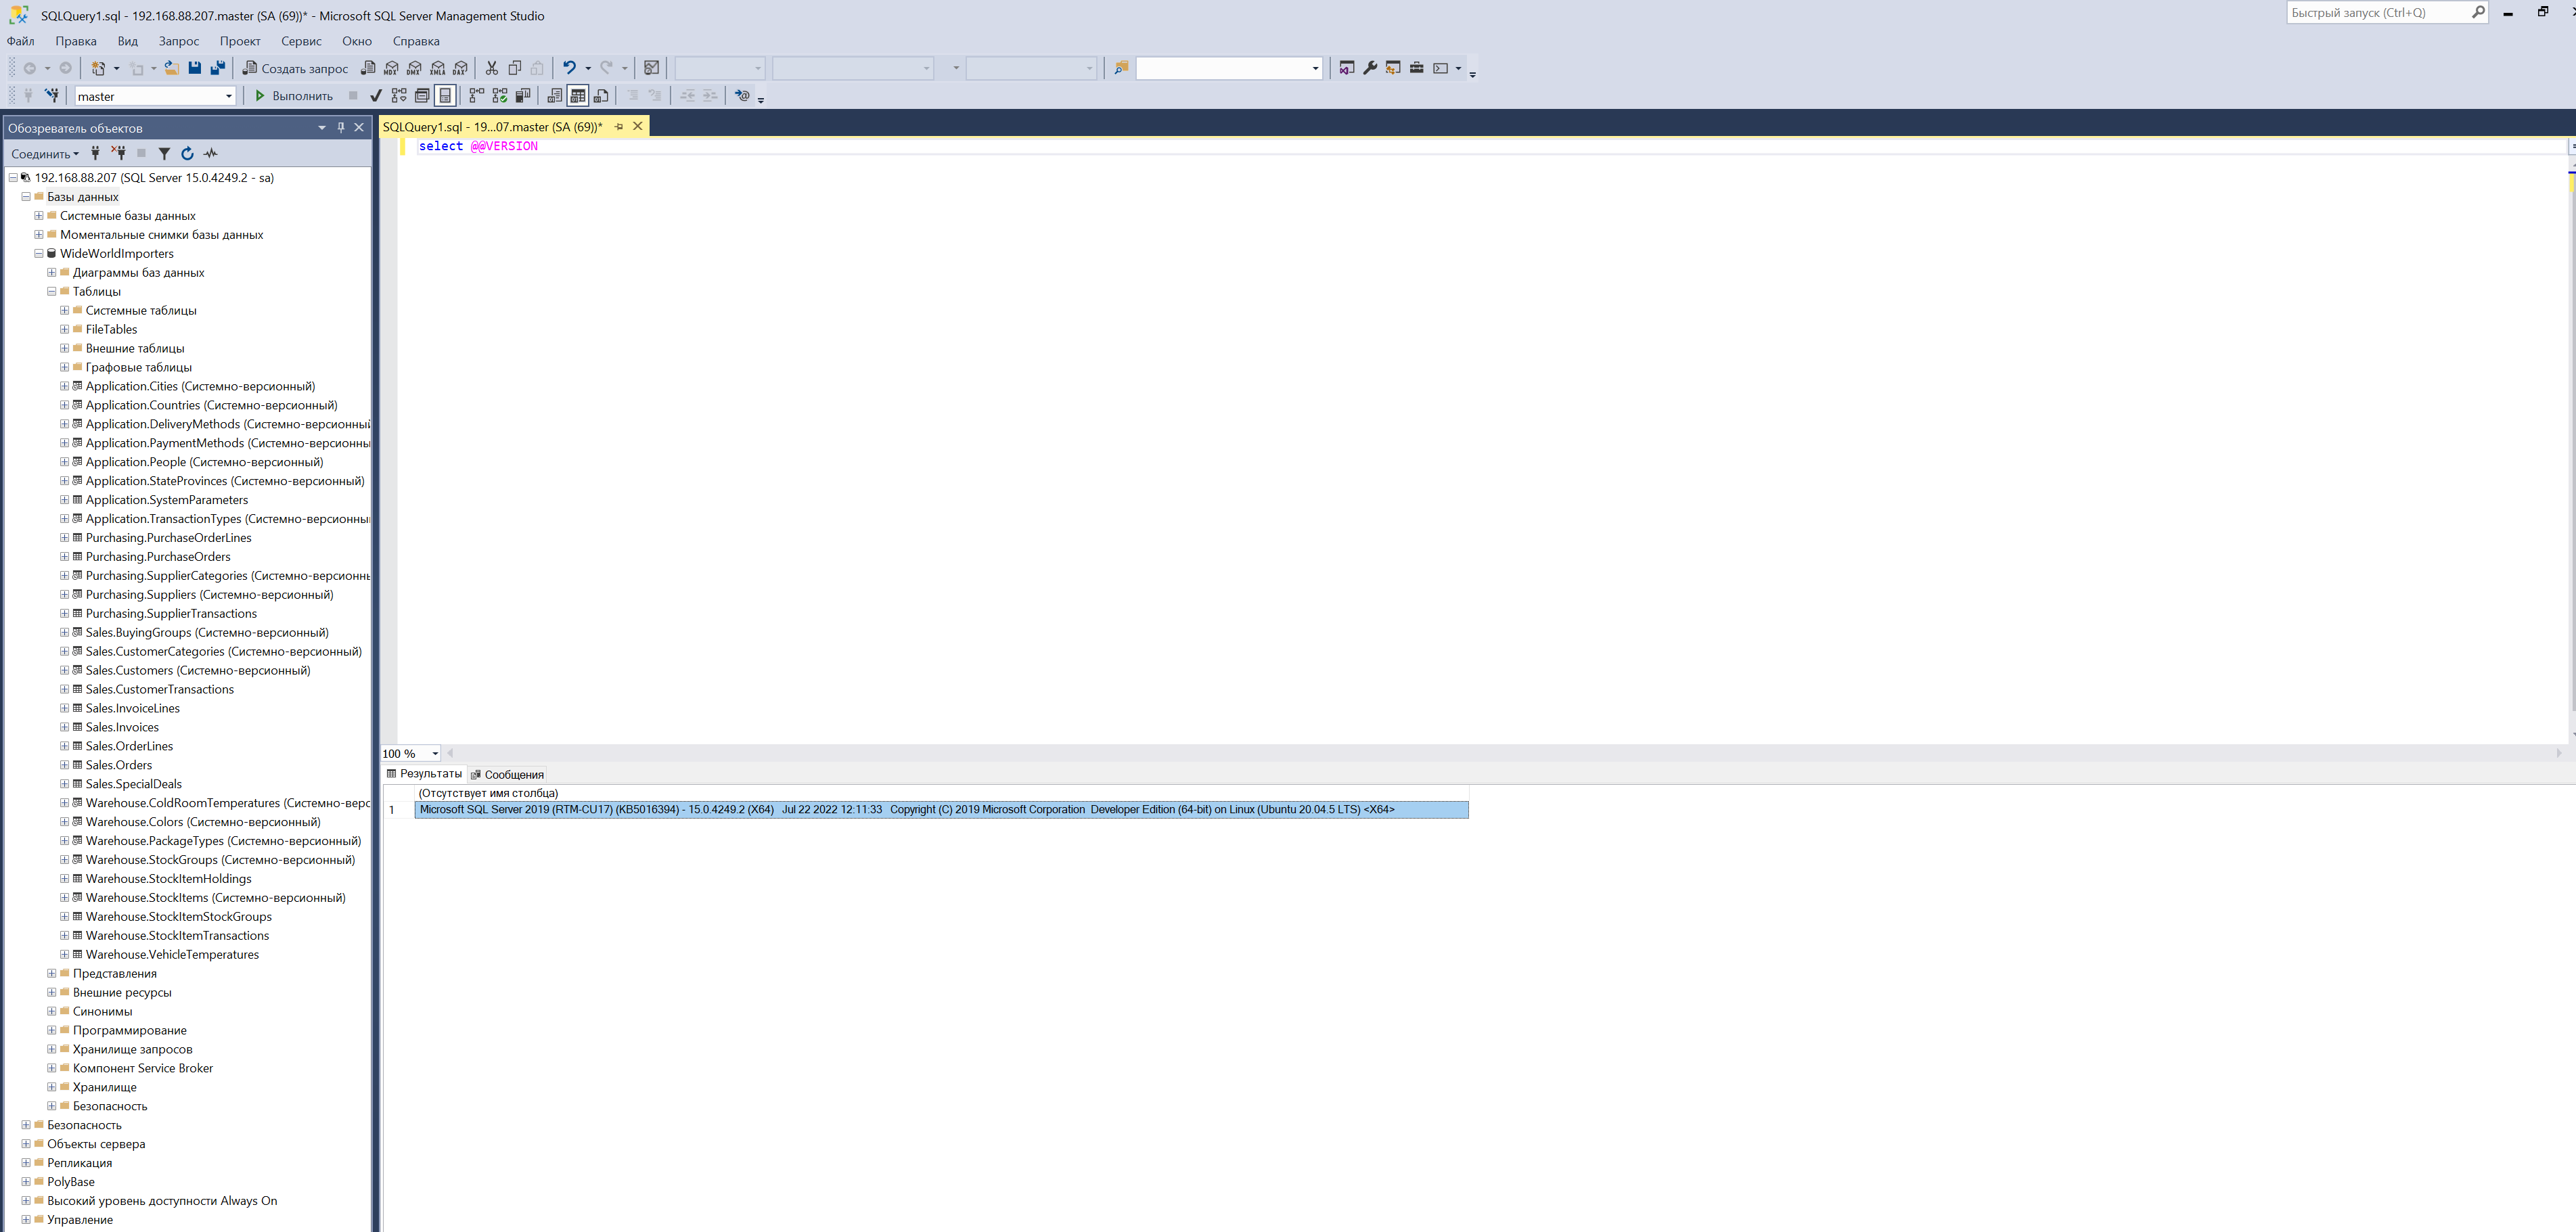 SQLQuery1.sql - 192.168.88.207.master (SA (69))* - Microsoft SQL Server Management Studio
Быстрый запуск (Ctrl+Q)
Файл Правка Вид Запрос Проект Сервис Окно Справка
Создать запрос MDX DMX XMLA DAX
master Выполнить
Обозреватель объектов
SQLQuery1.sql - 19...07.master (SA (69))*
Соединить
select @@VERSION
192.168.88.207 (SQL Server 15.0.4249.2 - sa)
Базы данных
Системные базы данных
Моментальные снимки базы данных
WideWorldImporters
Диаграммы баз данных
Таблицы
Системные таблицы
FileTables
Внешние таблицы
Графовые таблицы
Application.Cities (Системно-версионный)
Application.Countries (Системно-версионный)
Application.DeliveryMethods (Системно-версионный
Application.PaymentMethods (Системно-версионны
Application.People (Системно-версионный)
Application.StateProvinces (Системно-версионный)
Application.SystemParameters
Application.TransactionTypes (Системно-версионны
Purchasing.PurchaseOrderLines
Purchasing.PurchaseOrders
Purchasing.SupplierCategories (Системно-версионнь
Purchasing.Suppliers (Системно-версионный)
Purchasing.SupplierTransactions
Sales.BuyingGroups (Системно-версионный)
Sales.CustomerCategories (Системно-версионный)
Sales.Customers (Системно-версионный)
Sales.CustomerTransactions
Sales.InvoiceLines
Sales.Invoices
Sales.OrderLines
Sales.Orders
Sales.SpecialDeals
Warehouse.ColdRoomTemperatures (Системно-верс
Warehouse.Colors (Системно-версионный)
Warehouse.PackageTypes (Системно-версионный)
Warehouse.StockGroups (Системно-версионный)
Warehouse.StockItemHoldings
Warehouse.StockItems (Системно-версионный)
Warehouse.StockItemStockGroups
Warehouse.StockItemTransactions
Warehouse.VehicleTemperatures
Представления
Внешние ресурсы
Синонимы
Программирование
Хранилище запросов
Компонент Service Broker
Хранилище
Безопасность
Безопасность
Объекты сервера
Репликация
PolyBase
Высокий уровень доступности Always On
Управление
100 %
Результаты Сообщения
(Отсутствует имя столбца)
1 Microsoft SQL Server 2019 (RTM-CU17) (KB5016394) - 15.0.4249.2 (X64) Jul 22 2022 12:11:33 Copyright (C) 2019 Microsoft Corporation Developer Edition (64-bit) on Linux (Ubuntu 20.04.5 LTS) <X64>